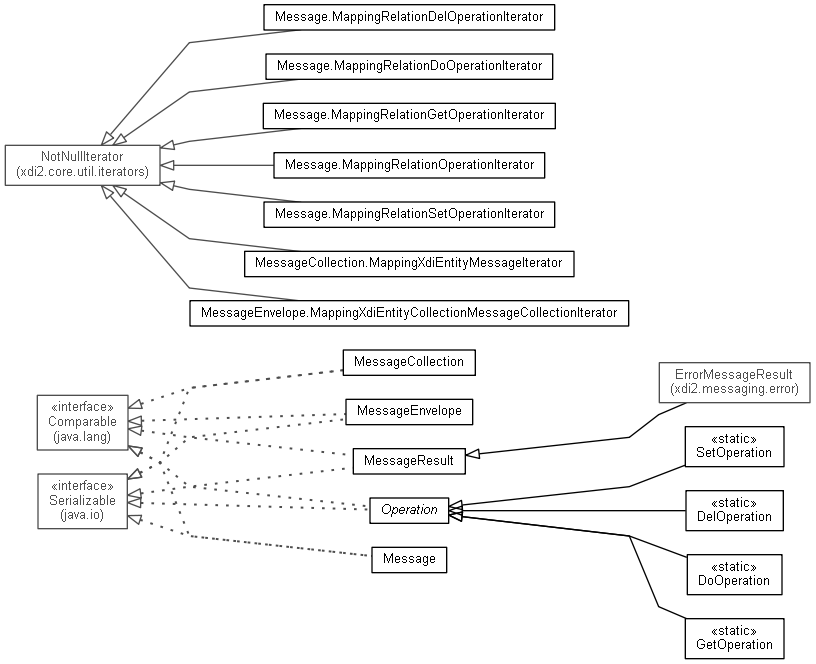 Message.MappingRelationDelOperationIterator
Message.MappingRelationDoOperationIterator
Message.MappingRelationGetOperationIterator
NotNullIterator
(xdi2.core.util.iterators)
Message.MappingRelationOperationIterator
Message.MappingRelationSetOperationIterator
MessageCollection.MappingXdiEntityMessageIterator
MessageEnvelope.MappingXdiEntityCollectionMessageCollectionIterator
MessageCollection
ErrorMessageResult
(xdi2.messaging.error)
«interface»
Comparable
(java.lang)
MessageEnvelope
«static»
SetOperation
MessageResult
«interface»
Serializable
(java.io)
Operation
«static»
DelOperation
Message
«static»
DoOperation
«static»
GetOperation